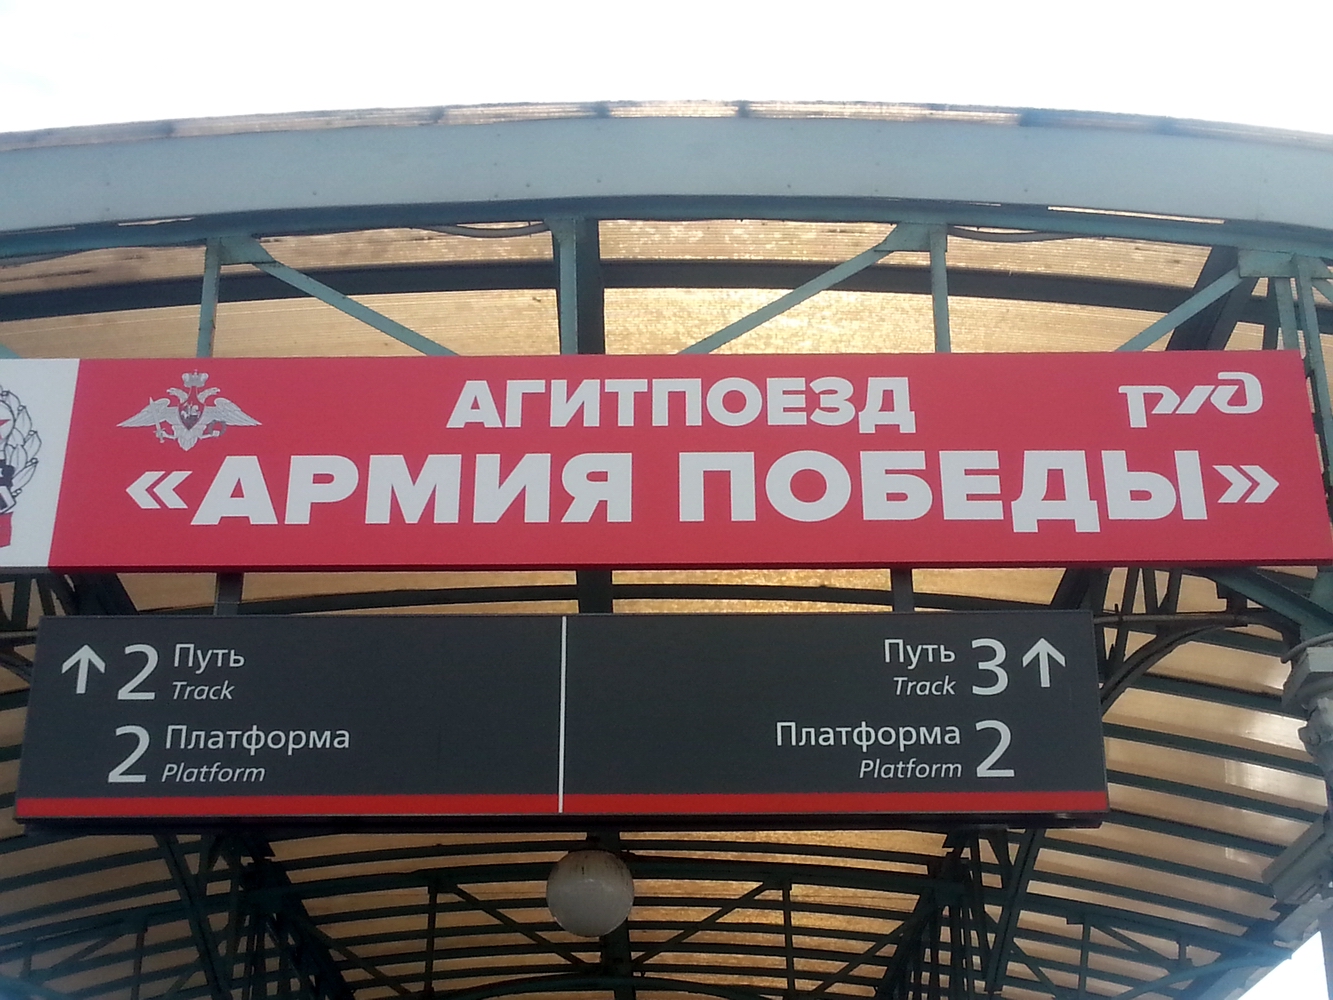 АГИТПОЕЗД
ржд
«АРМИЯ ПОБЕДЫ»
↑ 2 Путь
Track
2 Платформа
Platform
Путь 3 ↑
Track
Платформа 2
Platform